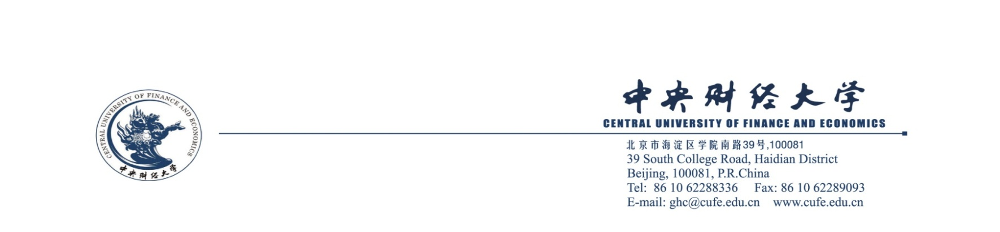 CENTRAL UNIVERSITY OF FINANCE AND ECONOMICS
中央财经大学
中央财经大学
CENTRAL UNIVERSITY OF FINANCE AND ECONOMICS
北京市海淀区学院南路39号,100081
39 South College Road, Haidian District
Beijing, 100081, P.R.China
Tel: 86 10 62288336 Fax: 86 10 62289093
E-mail: ghc@cufe.edu.cn www.cufe.edu.cn